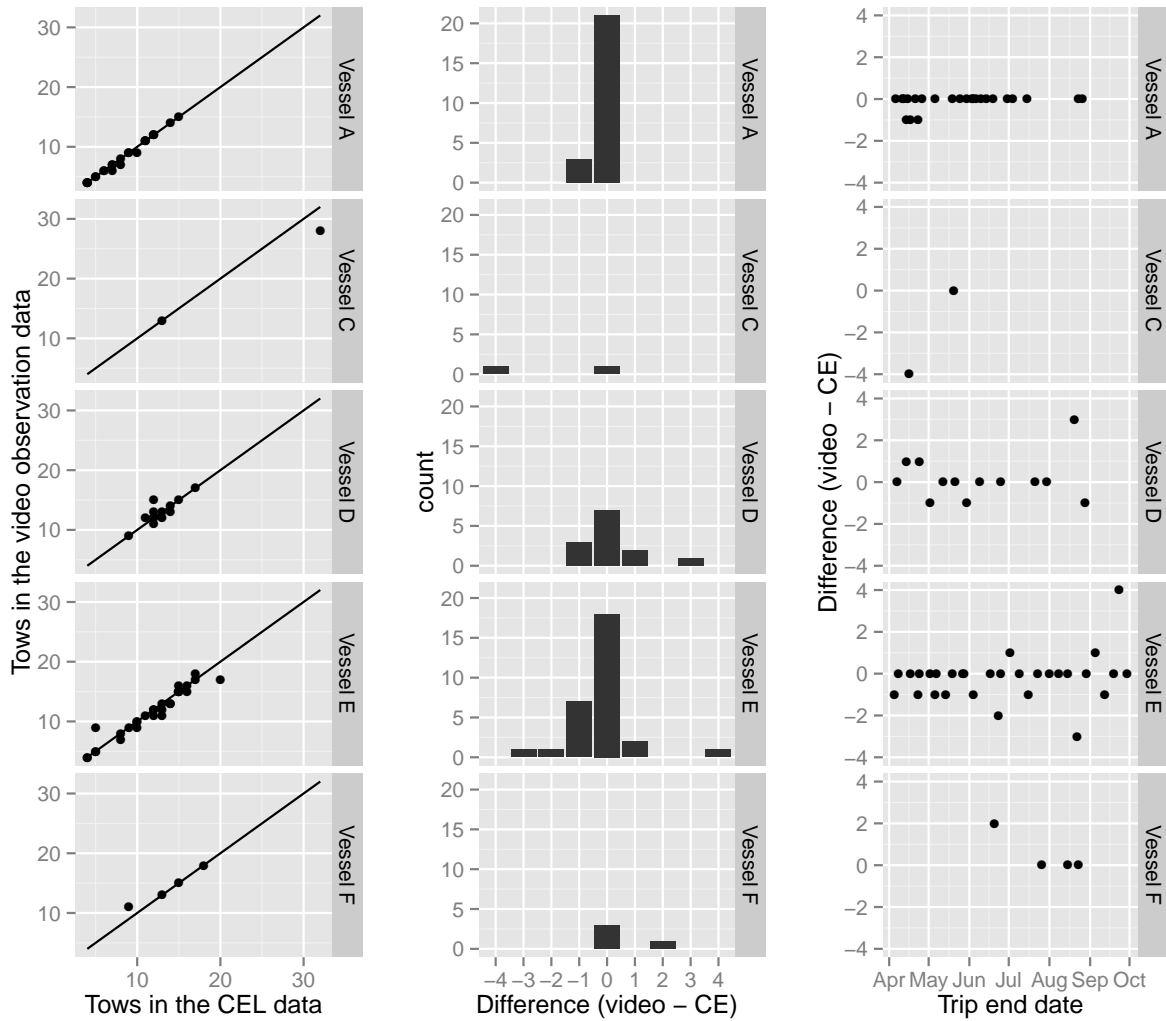 Tows in the video observation data
30
20
10
Vessel A
30
20
10
Vessel C
30
20
10
Vessel D
30
20
10
Vessel E
30
20
10
Vessel F
10 20 30
Tows in the CEL data
count
20
15
10
5
0
Vessel A
20
15
10
5
0
Vessel C
20
15
10
5
0
Vessel D
20
15
10
5
0
Vessel E
20
15
10
5
0
Vessel F
−4 −3 −2 −1 0 1 2 3 4
Difference (video − CE)
Difference (video − CE)
4
2
0
−2
−4
Vessel A
4
2
0
−2
−4
Vessel C
4
2
0
−2
−4
Vessel D
4
2
0
−2
−4
Vessel E
4
2
0
−2
−4
Vessel F
Apr May Jun Jul Aug Sep Oct
Trip end date